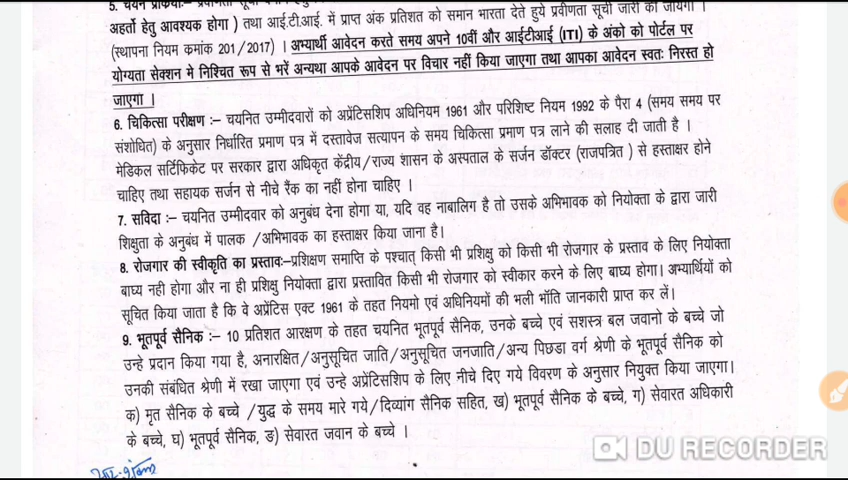 5. चयन प्रक्रियाः-
अहर्ता हेतु आवश्यक होगा ) तथा आई.टी.आई. में प्राप्त अंक प्रतिशत को समान भारता देते हुये प्रवीणता सूची जारी की जायेगी ।
(स्थापना नियम कमांक 201/2017) । अभ्यार्थी आवेदन करते समय अपने 10वीं और आईटीआई (ITI) के अंको को पोर्टल पर
योग्यता सेक्शन मे निश्चित रूप से भरें अन्यथा आपके आवेदन पर विचार नहीं किया जाएगा तथा आपका आवेदन स्वतः निरस्त हो
जाएगा ।
6. चिकित्सा परीक्षण :– चयनित उम्मीदवारों को अप्रेंटिसशिप अधिनियम 1961 और परिशिष्ट नियम 1992 के पैरा 4 (समय समय पर
संशोधित) के अनुसार निर्धारित प्रमाण पत्र में दस्तावेज सत्यापन के समय चिकित्सा प्रमाण पत्र लाने की सलाह दी जाती है ।
मेडिकल सर्टिफिकेट पर सरकार द्वारा अधिकृत केंद्रीय/राज्य शासन के अस्पताल के सर्जन डॉक्टर (राजपत्रित ) से हस्ताक्षर होने
चाहिए तथा सहायक सर्जन से नीचे रैंक का नहीं होना चाहिए ।
7. सविदा :– चयनित उम्मीदवार को अनुबंध देना होगा या, यदि वह नाबालिग है तो उसके अभिभावक को नियोक्ता के द्वारा जारी
शिक्षुता के अनुबंध में पालक /अभिभावक का हस्ताक्षर किया जाना है।
8. रोजगार की स्वीकृति का प्रस्तावः–प्रशिक्षण समाप्ति के पश्चात् किसी भी प्रशिक्षु को किसी भी रोजगार के प्रस्ताव के लिए नियोक्ता
बाघ्य नही होगा और ना ही प्रशिक्षु नियोक्ता द्वारा प्रस्तावित किसी भी रोजगार को स्वीकार करने के लिए बाघ्य होगा। अभ्यार्थियों को
सूचित किया जाता है कि वे अप्रेंटिस एक्ट 1961 के तहत नियमो एवं अधिनियमों की भली भॉति जानकारी प्राप्त कर लें।
9. भूतपूर्व सैनिक :– 10 प्रतिशत आरक्षण के तहत चयनित भूतपूर्व सैनिक, उनके बच्चे एवं सशस्त्र बल जवानो के बच्चे जो
उन्हे प्रदान किया गया है, अनारक्षित/अनुसूचित जाति/अनुसूचित जनजाति/अन्य पिछडा वर्ग श्रेणी के भूतपूर्व सैनिक को
उनकी संबंधित श्रेणी में रखा जाएगा एवं उन्हे अप्रेंटिसशिप के लिए नीचे दिए गये विवरण के अनुसार नियुक्त किया जाएगा।
क) मृत सैनिक के बच्चे /युद्ध के समय मारे गये/दिव्यांग सैनिक सहित, ख) भूतपूर्व सैनिक के बच्चे, ग) सेवारत अधिकारी
के बच्चे, घ) भूतपूर्व सैनिक, ङ) सेवारत जवान के बच्चे ।
DU RECORDER